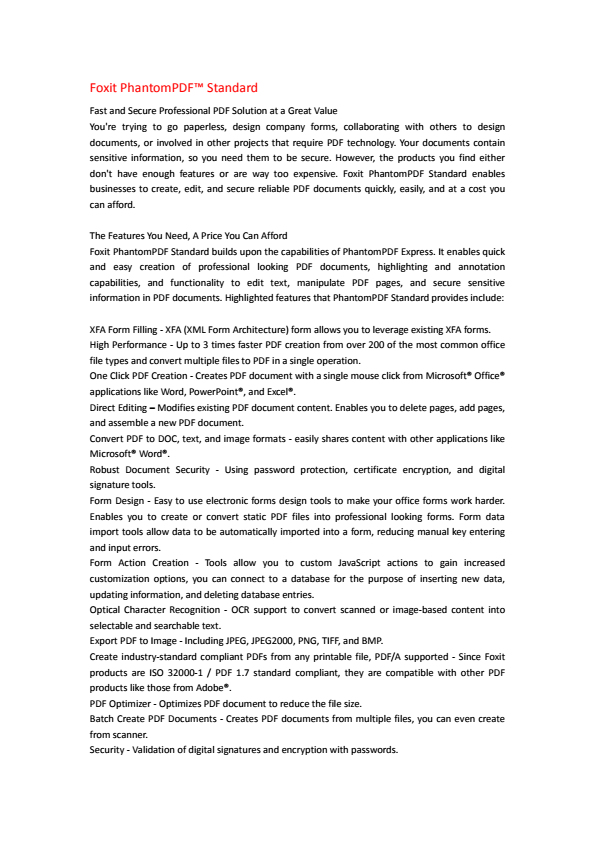 Foxit PhantomPDF™ Standard
Fast and Secure Professional PDF Solution at a Great Value
You're trying to go paperless, design company forms, collaborating with others to design
documents, or involved in other projects that require PDF technology. Your documents contain
sensitive information, so you need them to be secure. However, the products you find either
don't have enough features or are way too expensive. Foxit PhantomPDF Standard enables
businesses to create, edit, and secure reliable PDF documents quickly, easily, and at a cost you
can afford.
The Features You Need, A Price You Can Afford
Foxit PhantomPDF Standard builds upon the capabilities of PhantomPDF Express. It enables quick
and easy creation of professional looking PDF documents, highlighting and annotation
capabilities, and functionality to edit text, manipulate PDF pages, and secure sensitive
information in PDF documents. Highlighted features that PhantomPDF Standard provides include:
XFA Form Filling - XFA (XML Form Architecture) form allows you to leverage existing XFA forms.
High Performance - Up to 3 times faster PDF creation from over 200 of the most common office
file types and convert multiple files to PDF in a single operation.
One Click PDF Creation - Creates PDF document with a single mouse click from Microsoft® Office®
applications like Word, PowerPoint®, and Excel®.
Direct Editing – Modifies existing PDF document content. Enables you to delete pages, add pages,
and assemble a new PDF document.
Convert PDF to DOC, text, and image formats - easily shares content with other applications like
Microsoft® Word®.
Robust Document Security - Using password protection, certificate encryption, and digital
signature tools.
Form Design - Easy to use electronic forms design tools to make your office forms work harder.
Enables you to create or convert static PDF files into professional looking forms. Form data
import tools allow data to be automatically imported into a form, reducing manual key entering
and input errors.
Form Action Creation - Tools allow you to custom JavaScript actions to gain increased
customization options, you can connect to a database for the purpose of inserting new data,
updating information, and deleting database entries.
Optical Character Recognition - OCR support to convert scanned or image-based content into
selectable and searchable text.
Export PDF to Image - Including JPEG, JPEG2000, PNG, TIFF, and BMP.
Create industry-standard compliant PDFs from any printable file, PDF/A supported - Since Foxit
products are ISO 32000-1 / PDF 1.7 standard compliant, they are compatible with other PDF
products like those from Adobe®.
PDF Optimizer - Optimizes PDF document to reduce the file size.
Batch Create PDF Documents - Creates PDF documents from multiple files, you can even create
from scanner.
Security - Validation of digital signatures and encryption with passwords.